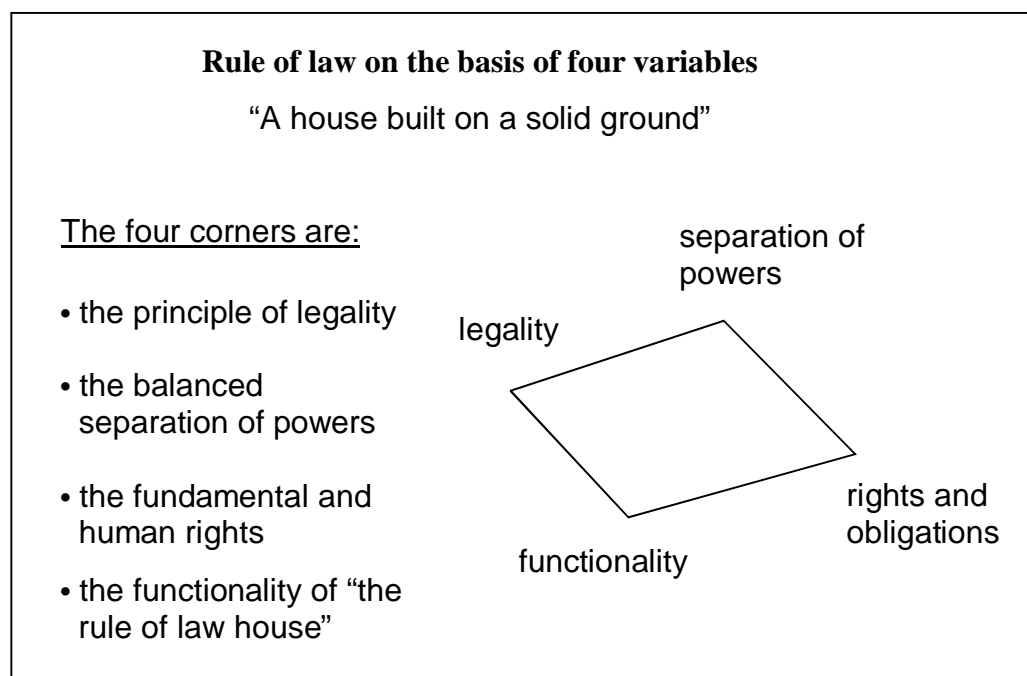 Rule of law on the basis of four variables
“A house built on a solid ground”
The four corners are:
• the principle of legality
• the balanced
separation of powers
• the fundamental and
human rights
• the functionality of “the
rule of law house”
separation of
powers
legality
rights and
obligations
functionality